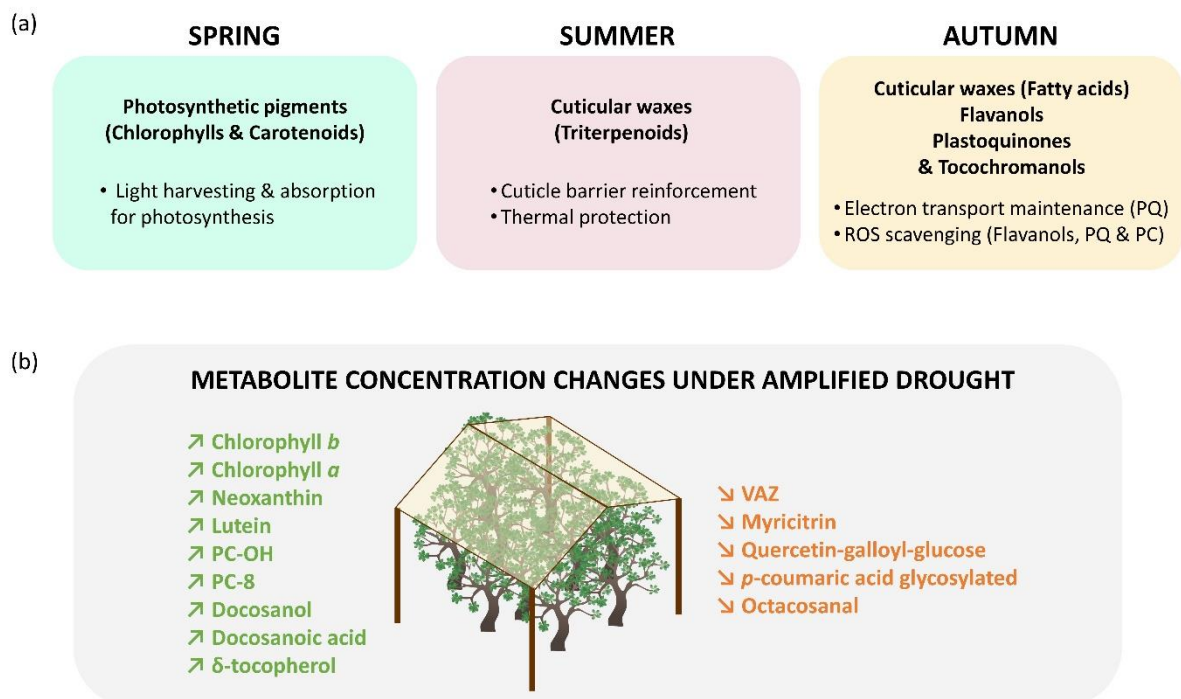 (a)
SPRING
Photosynthetic pigments
(Chlorophylls & Carotenoids)
• Light harvesting & absorption
for photosynthesis
SUMMER
Cuticular waxes
(Triterpenoids)
• Cuticle barrier reinforcement
• Thermal protection
AUTUMN
Cuticular waxes (Fatty acids)
Flavanols
Plastoquinones
& Tocochromanols
• Electron transport maintenance (PQ)
• ROS scavenging (Flavanols, PQ & PC)
(b)
METABOLITE CONCENTRATION CHANGES UNDER AMPLIFIED DROUGHT
↗ Chlorophyll b
↗ Chlorophyll a
↗ Neoxanthin
↗ Lutein
↗ PC-OH
↗ PC-8
↗ Docosanol
↗ Docosanoic acid
↗ δ-tocopherol
↘ VAZ
↘ Myricitrin
↘ Quercetin-galloyl-glucose
↘ p-coumaric acid glycosylated
↘ Octacosanal